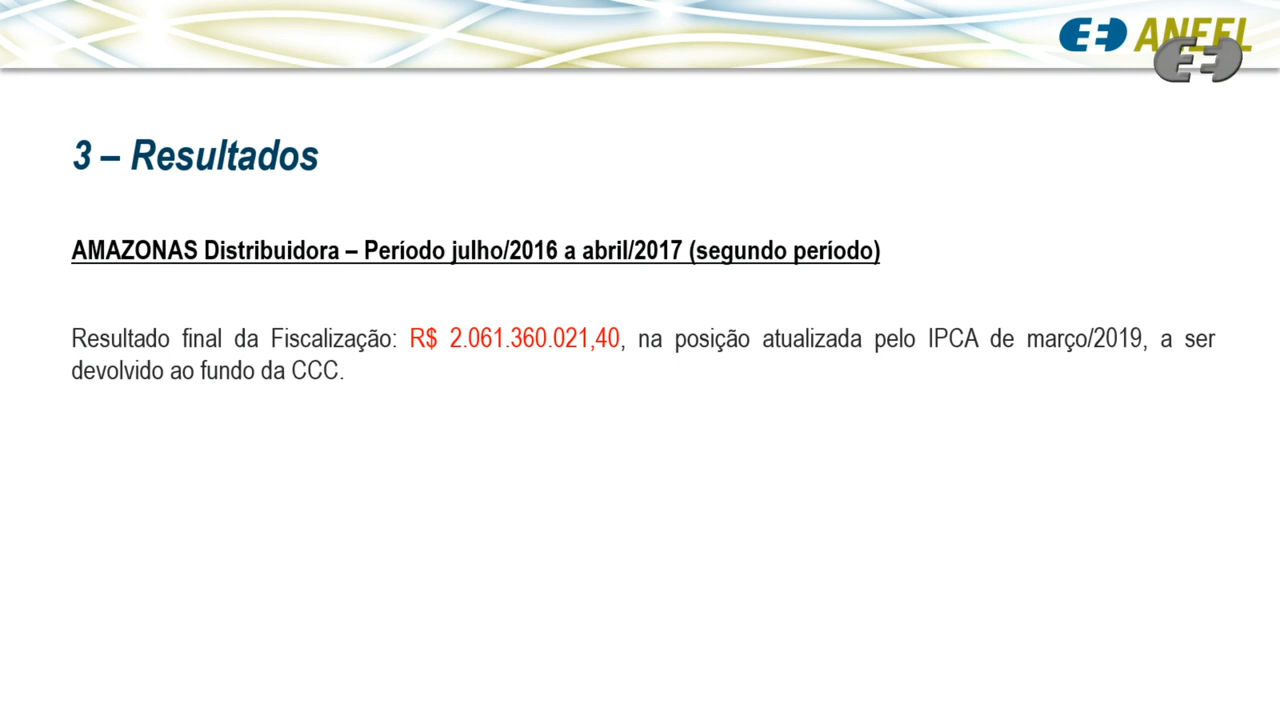 ANEEL
3 – Resultados
AMAZONAS Distribuidora – Período julho/2016 a abril/2017 (segundo período)
Resultado final da Fiscalização: R$ 2.061.360.021,40, na posição atualizada pelo IPCA de março/2019, a ser
devolvido ao fundo da CCC.